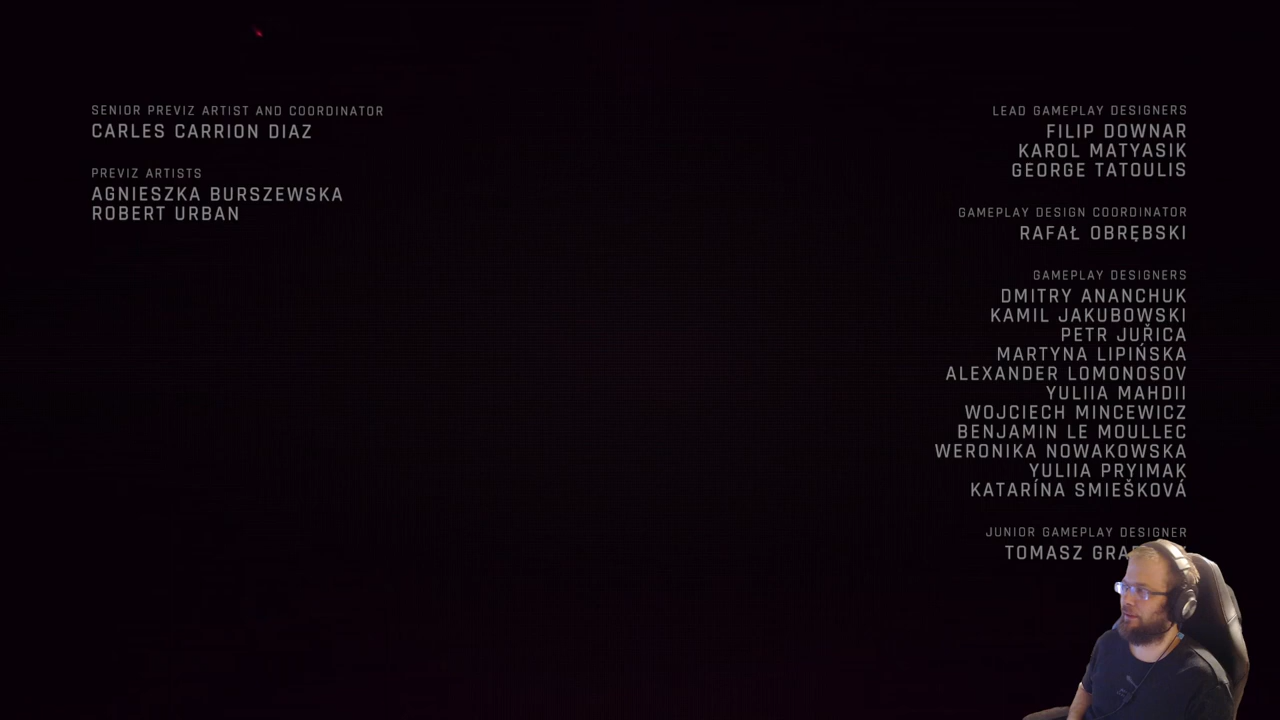 SENIOR PREVIZ ARTIST AND COORDINATOR
CARLES CARRION DIAZ
PREVIZ ARTISTS
AGNIESZKA BURSZEWSKA
ROBERT URBAN
LEAD GAMEPLAY DESIGNERS
FILIP DOWNAR
KAROL MATYASIK
GEORGE TATOULIS
GAMEPLAY DESIGN COORDINATOR
RAFAŁ OBRĘBSKI
GAMEPLAY DESIGNERS
DMITRY ANANCHUK
KAMIL JAKUBOWSKI
PETR JUŘICA
MARTYNA LIPIŃSKA
ALEXANDER LOMONOSOV
YULIIA MAHDII
WOJCIECH MINCEWICZ
BENJAMIN LE MOULLEC
WERONIKA NOWAKOWSKA
YULIIA PRYIMAK
KATARÍNA SMIEŠKOVÁ
JUNIOR GAMEPLAY DESIGNER
TOMASZ